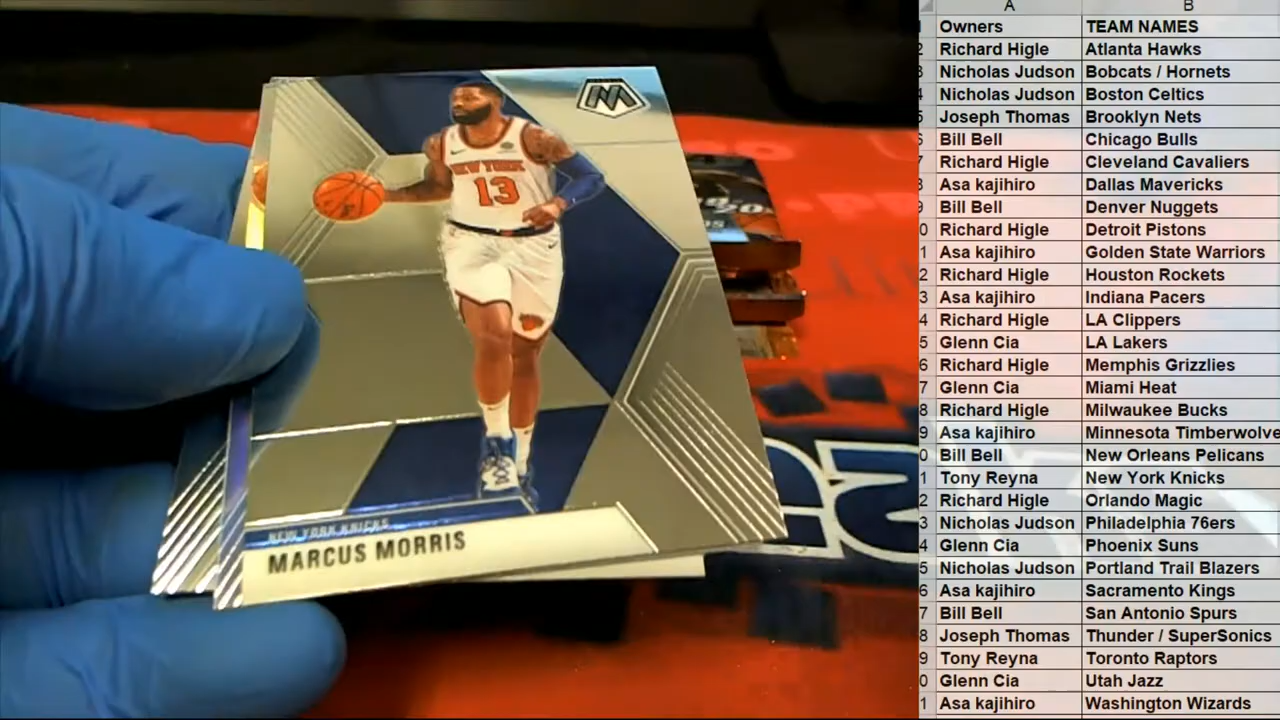 NEW YORK
13
NEW YORK KNICKS
MARCUS MORRIS
A B
Owners TEAM NAMES
Richard Higle Atlanta Hawks
Nicholas Judson Bobcats / Hornets
Nicholas Judson Boston Celtics
Joseph Thomas Brooklyn Nets
Bill Bell Chicago Bulls
Richard Higle Cleveland Cavaliers
Asa kajihiro Dallas Mavericks
Bill Bell Denver Nuggets
Richard Higle Detroit Pistons
Asa kajihiro Golden State Warriors
Richard Higle Houston Rockets
Asa kajihiro Indiana Pacers
Richard Higle LA Clippers
Glenn Cia LA Lakers
Richard Higle Memphis Grizzlies
Glenn Cia Miami Heat
Richard Higle Milwaukee Bucks
Asa kajihiro Minnesota Timberwolve
Bill Bell New Orleans Pelicans
Tony Reyna New York Knicks
Richard Higle Orlando Magic
Nicholas Judson Philadelphia 76ers
Glenn Cia Phoenix Suns
Nicholas Judson Portland Trail Blazers
Asa kajihiro Sacramento Kings
Bill Bell San Antonio Spurs
Joseph Thomas Thunder / SuperSonics
Tony Reyna Toronto Raptors
Glenn Cia Utah Jazz
Asa kajihiro Washington Wizards